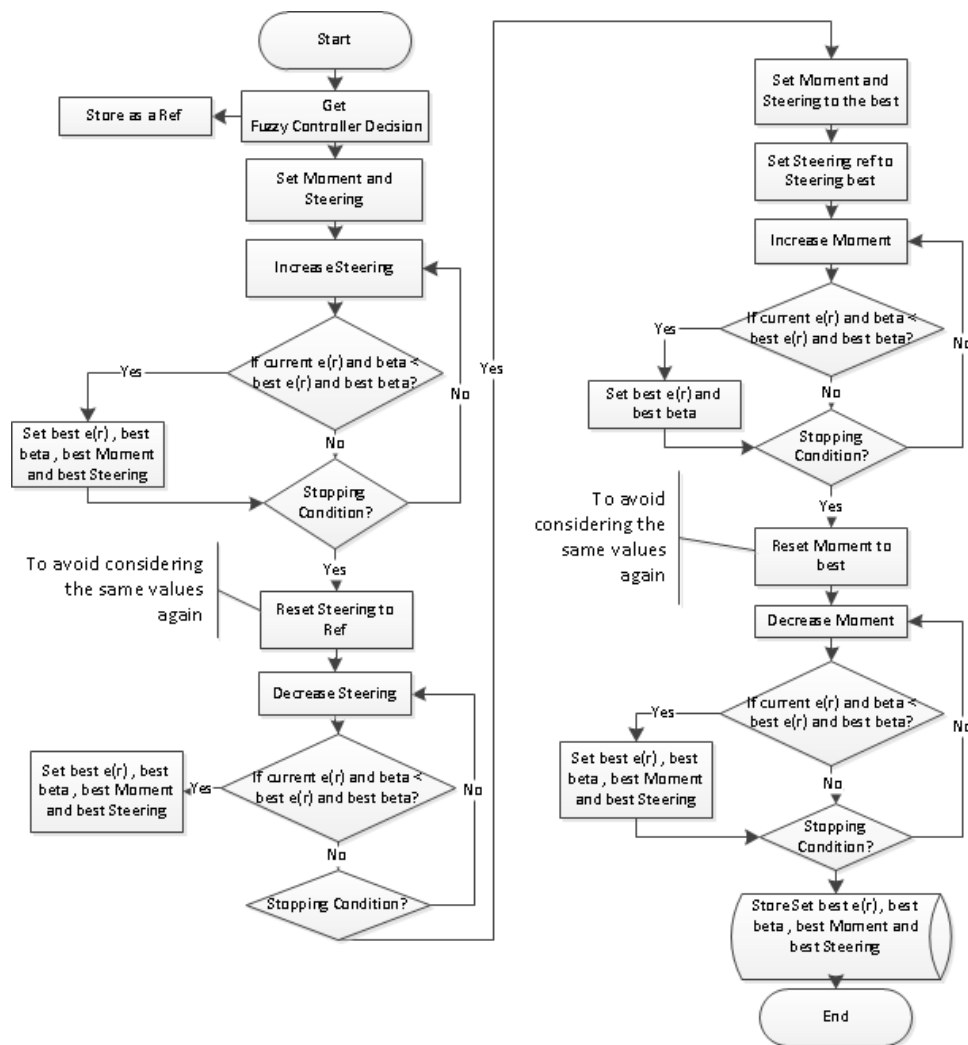 Start
Get
Fuzzy Controller Decision
Store as a Ref
Set Moment and
Steering
Increase Steering
If current e(r) and beta <
best e(r) and best beta?
Yes
No
Set best e(r) , best
beta , best Moment
and best Steering
No
Stopping
Condition?
Yes
To avoid considering
the same values
again
Reset Steering to
Ref
Decrease Steering
If current e(r) and beta <
best e(r) and best beta?
Yes
Set best e(r) , best
beta , best Moment
and best Steering
No
No
Stopping Condition?
Yes
Set Moment and
Steering to the best
Set Steering ref to
Steering best
Increase Moment
If current e(r) and beta <
best e(r) and best beta?
Yes
No
Set best e(r) and
best beta
No
Stopping
Condition?
Yes
To avoid
considering the
same values
again
Reset Moment to
best
Decrease Moment
If current e(r) and beta <
best e(r) and best beta?
Yes
No
Set best e(r) , best
beta , best Moment
and best Steering
No
Stopping
Condition?
StoreSet best e(r) , best
beta , best Moment and
best Steering
End